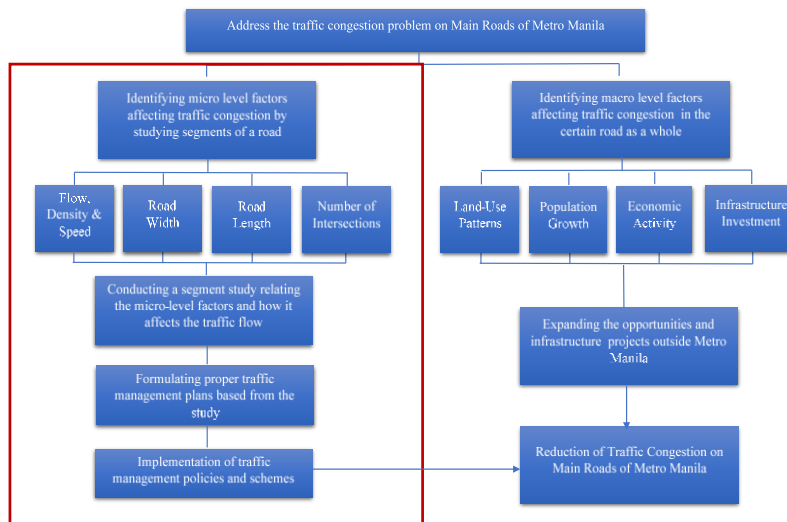 Address the traffic congestion problem on Main Roads of Metro Manila
Identifying micro level factors
affecting traffic congestion by
studying segments of a road
Identifying macro level factors
affecting traffic congestion in the
certain road as a whole
Flow,
Density &
Speed
Road
Width
Road
Length
Number of
Intersections
Land-Use
Patterns
Population
Growth
Economic
Activity
Infrastructure
Investment
Conducting a segment study relating
the micro-level factors and how it
affects the traffic flow
Expanding the opportunities and
infrastructure projects outside Metro
Manila
Formulating proper traffic
management plans based from the
study
Implementation of traffic
management policies and schemes
Reduction of Traffic Congestion on
Main Roads of Metro Manila